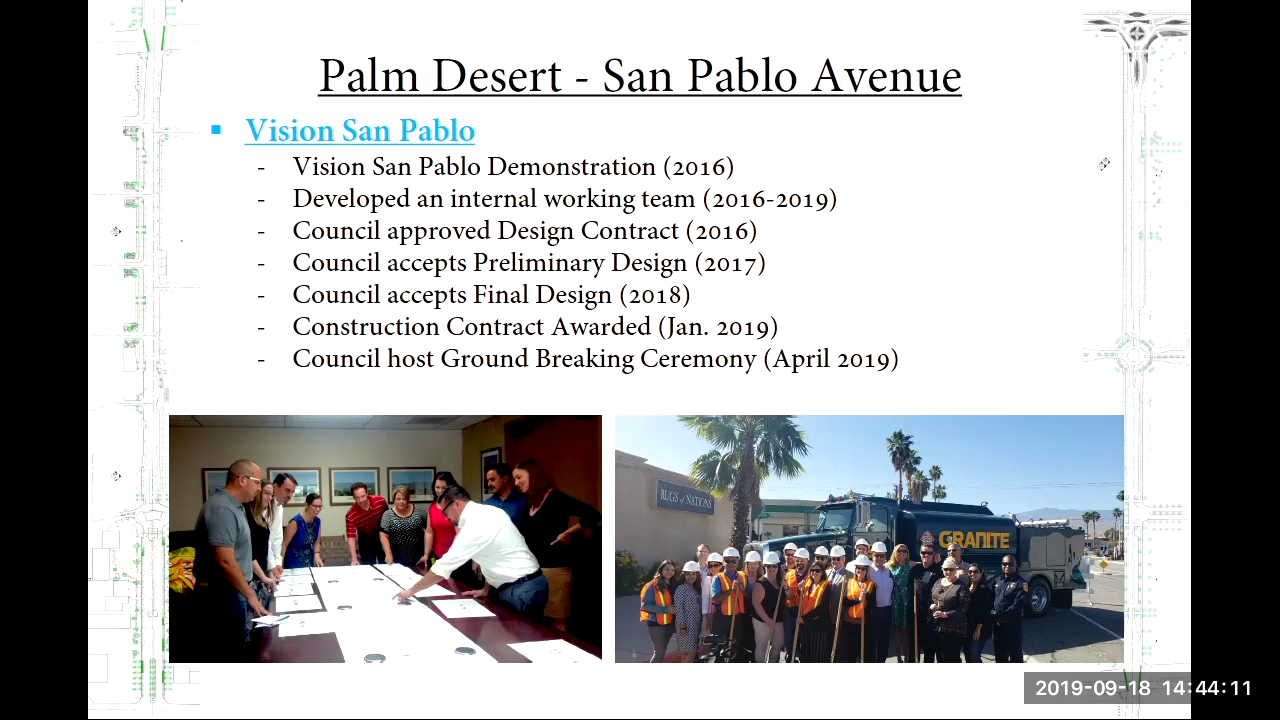 Palm Desert - San Pablo Avenue
▪ Vision San Pablo
- Vision San Pablo Demonstration (2016)
- Developed an internal working team (2016-2019)
- Council approved Design Contract (2016)
- Council accepts Preliminary Design (2017)
- Council accepts Final Design (2018)
- Construction Contract Awarded (Jan. 2019)
- Council host Ground Breaking Ceremony (April 2019)
RUGS of NATIONS
GRANITE
2019-09-18 14:44:11